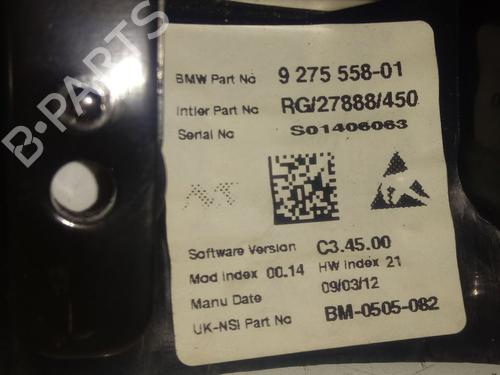 BMW Part No 9 275 558-01
Intier Part No RG/27888/450
Serial No S01406063
Software Version C3.45.00
Mod Index 00.14 HW Index 21
Manu Date 09/03/12
UK-NSI Part No BM-0505-082
B-PARTS